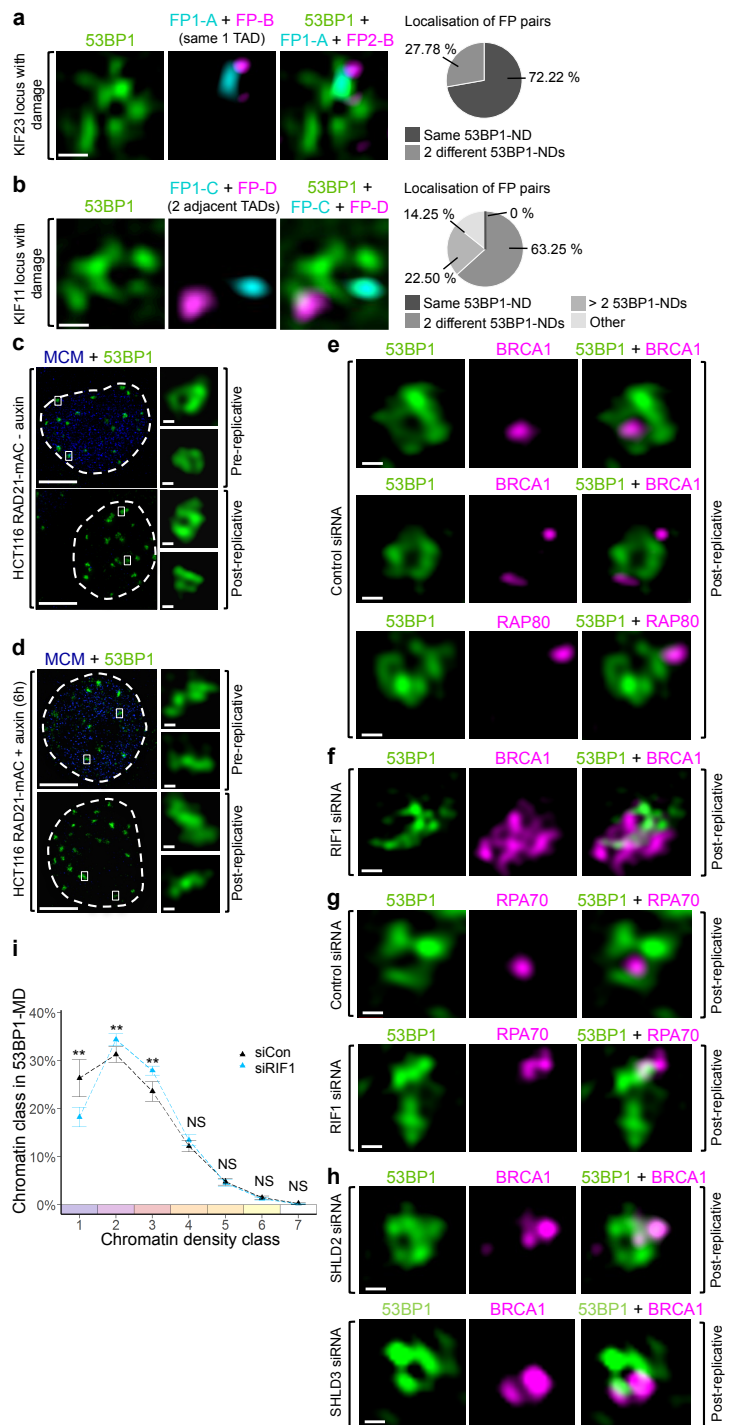 a
53BP1
FP1-A + FP-B
(same 1 TAD)
53BP1 +
FP1-A + FP2-B
KIF23 locus with
damage
Localisation of FP pairs
27.78 %
72.22 %
Same 53BP1-ND
2 different 53BP1-NDs
b
53BP1
FP1-C + FP-D
(2 adjacent TADs)
53BP1 +
FP-C + FP-D
KIF11 locus with
damage
Localisation of FP pairs
14.25 %
0 %
63.25 %
22.50 %
Same 53BP1-ND
> 2 53BP1-NDs
2 different 53BP1-NDs
Other
c
MCM + 53BP1
HCT116 RAD21-mAC - auxin
Pre-replicative
Post-replicative
d
MCM + 53BP1
HCT116 RAD21-mAC + auxin (6h)
Pre-replicative
Post-replicative
e
53BP1 BRCA1 53BP1 + BRCA1
53BP1 BRCA1 53BP1 + BRCA1
53BP1 RAP80 53BP1 + RAP80
Control siRNA
Post-replicative
f
53BP1 BRCA1 53BP1 + BRCA1
RIF1 siRNA
Post-replicative
g
53BP1 RPA70 53BP1 + RPA70
Control siRNA
Post-replicative
53BP1 RPA70 53BP1 + RPA70
RIF1 siRNA
Post-replicative
h
53BP1 BRCA1 53BP1 + BRCA1
SHLD2 siRNA
Post-replicative
53BP1 BRCA1 53BP1 + BRCA1
SHLD3 siRNA
Post-replicative
i
Chromatin class in 53BP1-MD
40%
30%
20%
10%
0%
** ** ** NS NS NS NS
siCon
siRIF1
1 2 3 4 5 6 7
Chromatin density class